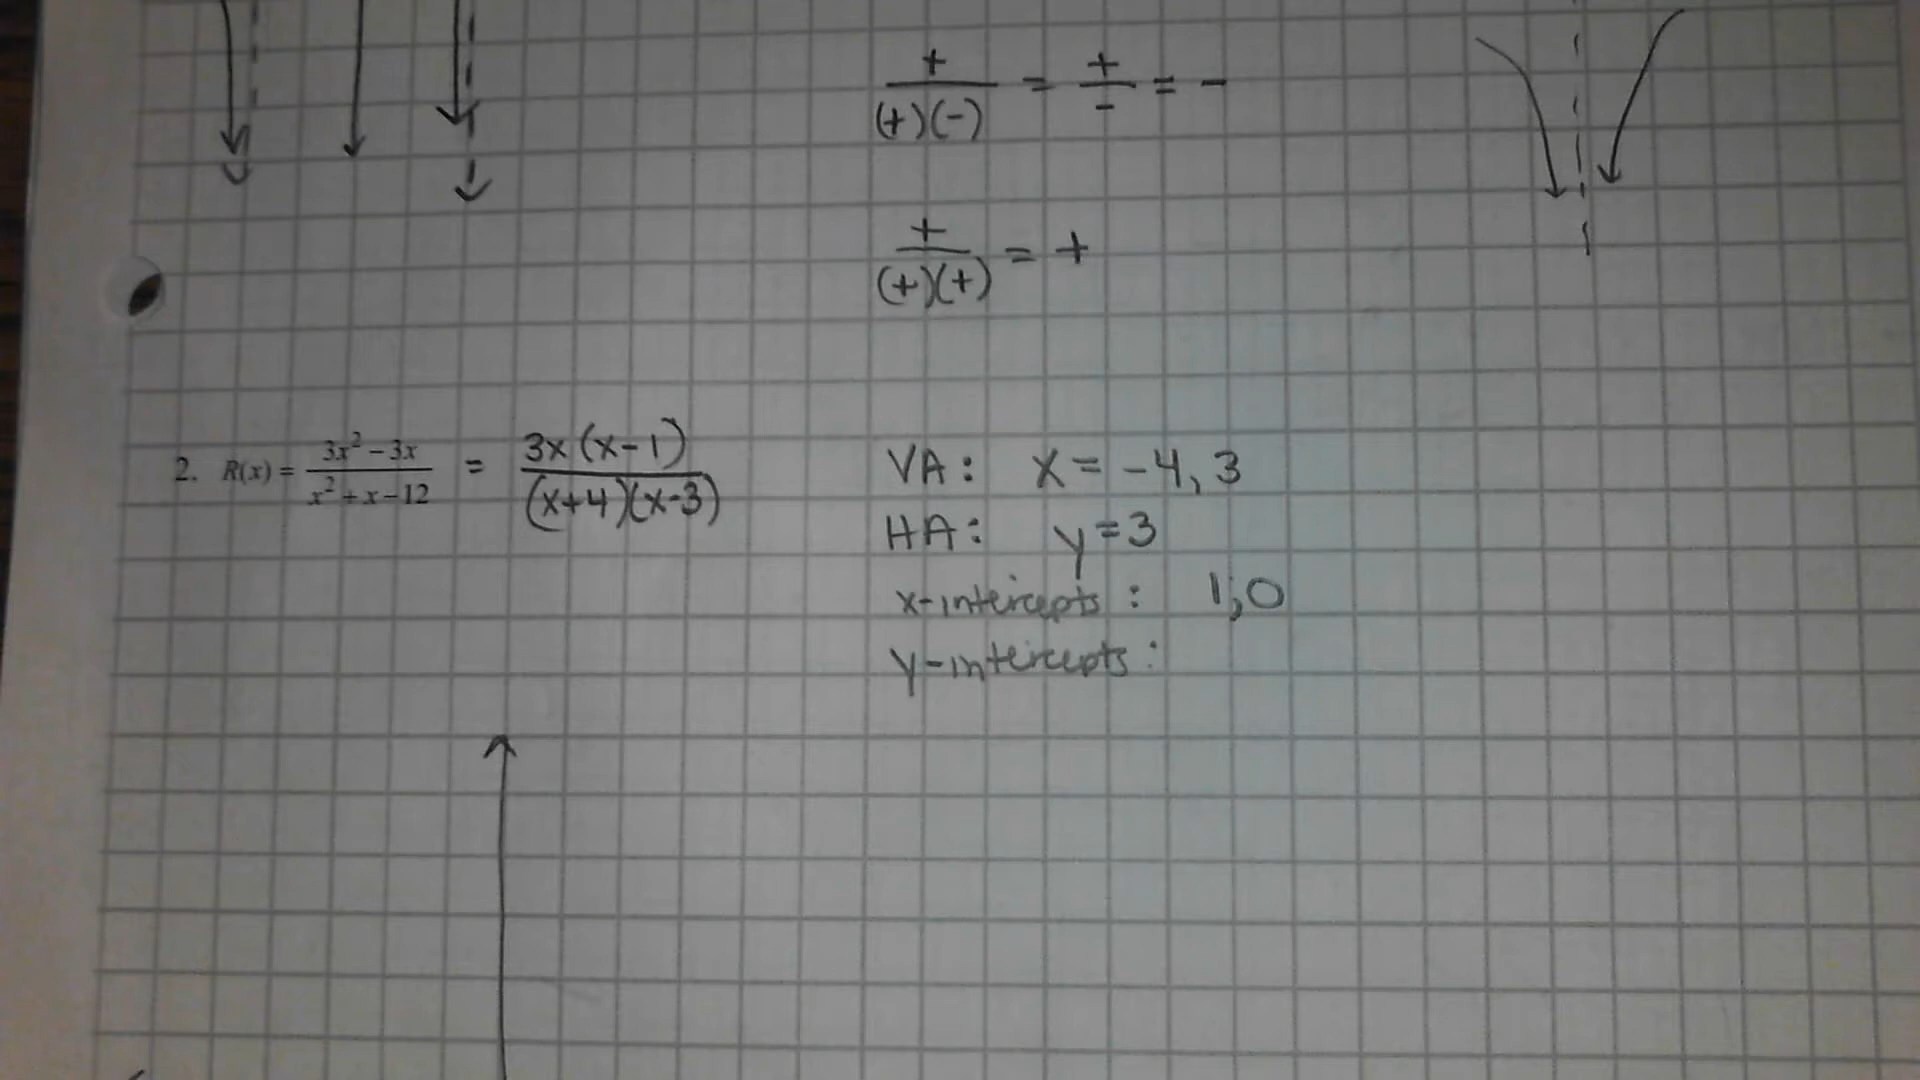 +/(+)(-) = +/- = -
+/(+)(+) = +
2. R(x) = (3x² - 3x)/(x² + x - 12) = 3x(x-1)/(x+4)(x-3)
VA: x = -4, 3
HA: y = 3
x-intercepts: 1, 0
y-intercepts: